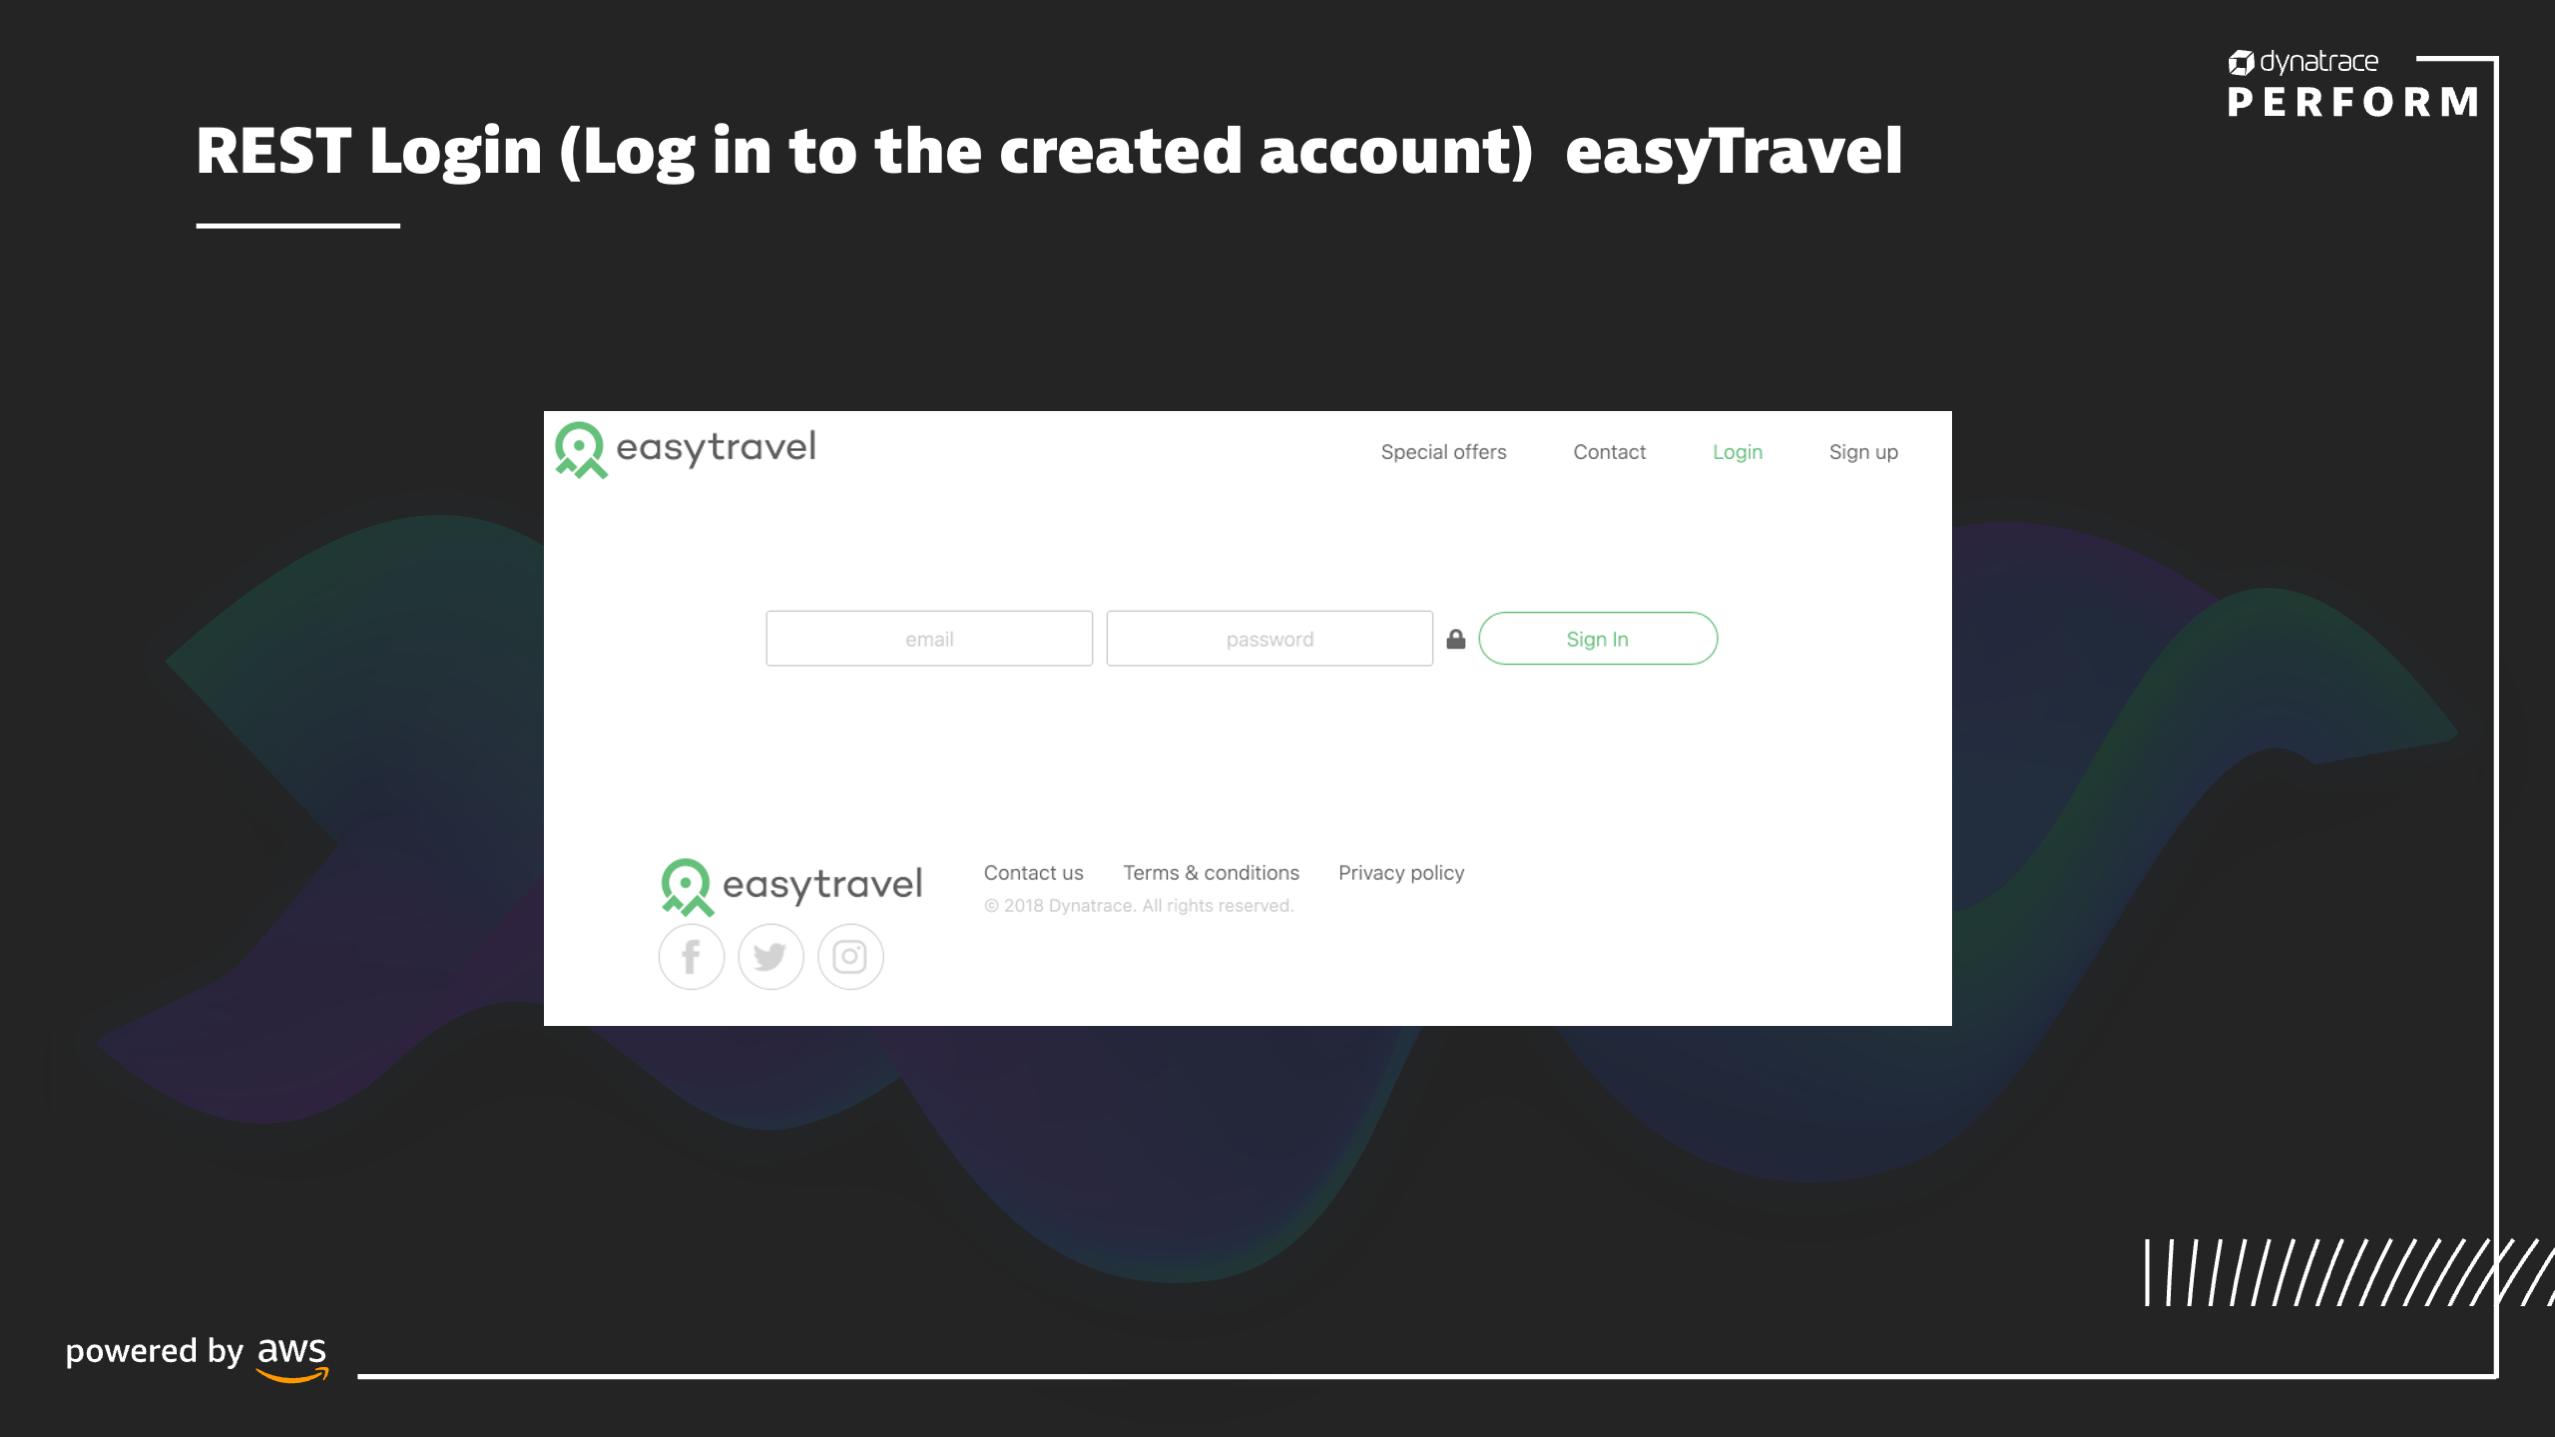 dynatrace
PERFORM
REST Login (Log in to the created account)  easyTravel
easytravel
Special offers
Contact
Login
Sign up
email
password
Sign In
easytravel
Contact us
Terms & conditions
Privacy policy
© 2018 Dynatrace. All rights reserved.
powered by aws